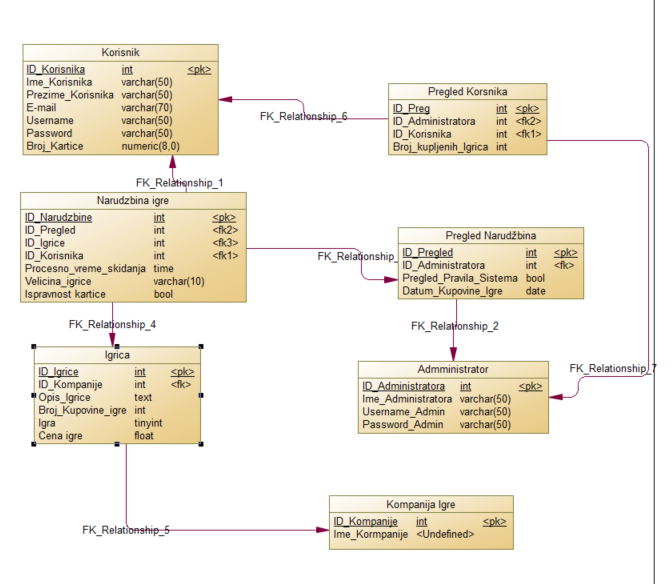 Korisnik
ID_Korisnika int <pk>
Ime_Korisnika varchar(50)
Prezime_Korisnika varchar(50)
E-mail varchar(70)
Username varchar(50)
Password varchar(50)
Broj_Kartice numeric(8,0)
Pregled Korsnika
ID_Preg int <pk>
ID_Administratora int <fk2>
ID_Korisnika int <fk1>
Broj_kupljenih_Igrica int
FK_Relationship_6
FK_Relationship_1
Narudzbina igre
ID_Narudzbine int <pk>
ID_Pregled int <fk2>
ID_Igrice int <fk3>
ID_Korisnika int <fk1>
Procesno_vreme_skidanja time
Velicina_igrice varchar(10)
Ispravnost kartice bool
FK_Relationship_
Pregled Narudžbina
ID_Pregled int <pk>
ID_Administratora int <fk>
Pregled_Pravila_Sistema bool
Datum_Kupovine_Igre date
FK_Relationship_4
FK_Relationship_2
Igrica
ID_Igrice int <pk>
ID_Kompanije int <fk>
Opis_Igrice text
Broj_Kupovine_igre int
Igra tinyint
Cena igre float
Admministrator
ID_Administratora int <pk>
Ime_Administratora varchar(50)
Username_Admin varchar(50)
Password_Admin varchar(50)
FK_Relationship_7
FK_Relationship_5
Kompanija Igre
ID_Kompanije int <pk>
Ime_Kormpanije <Undefined>